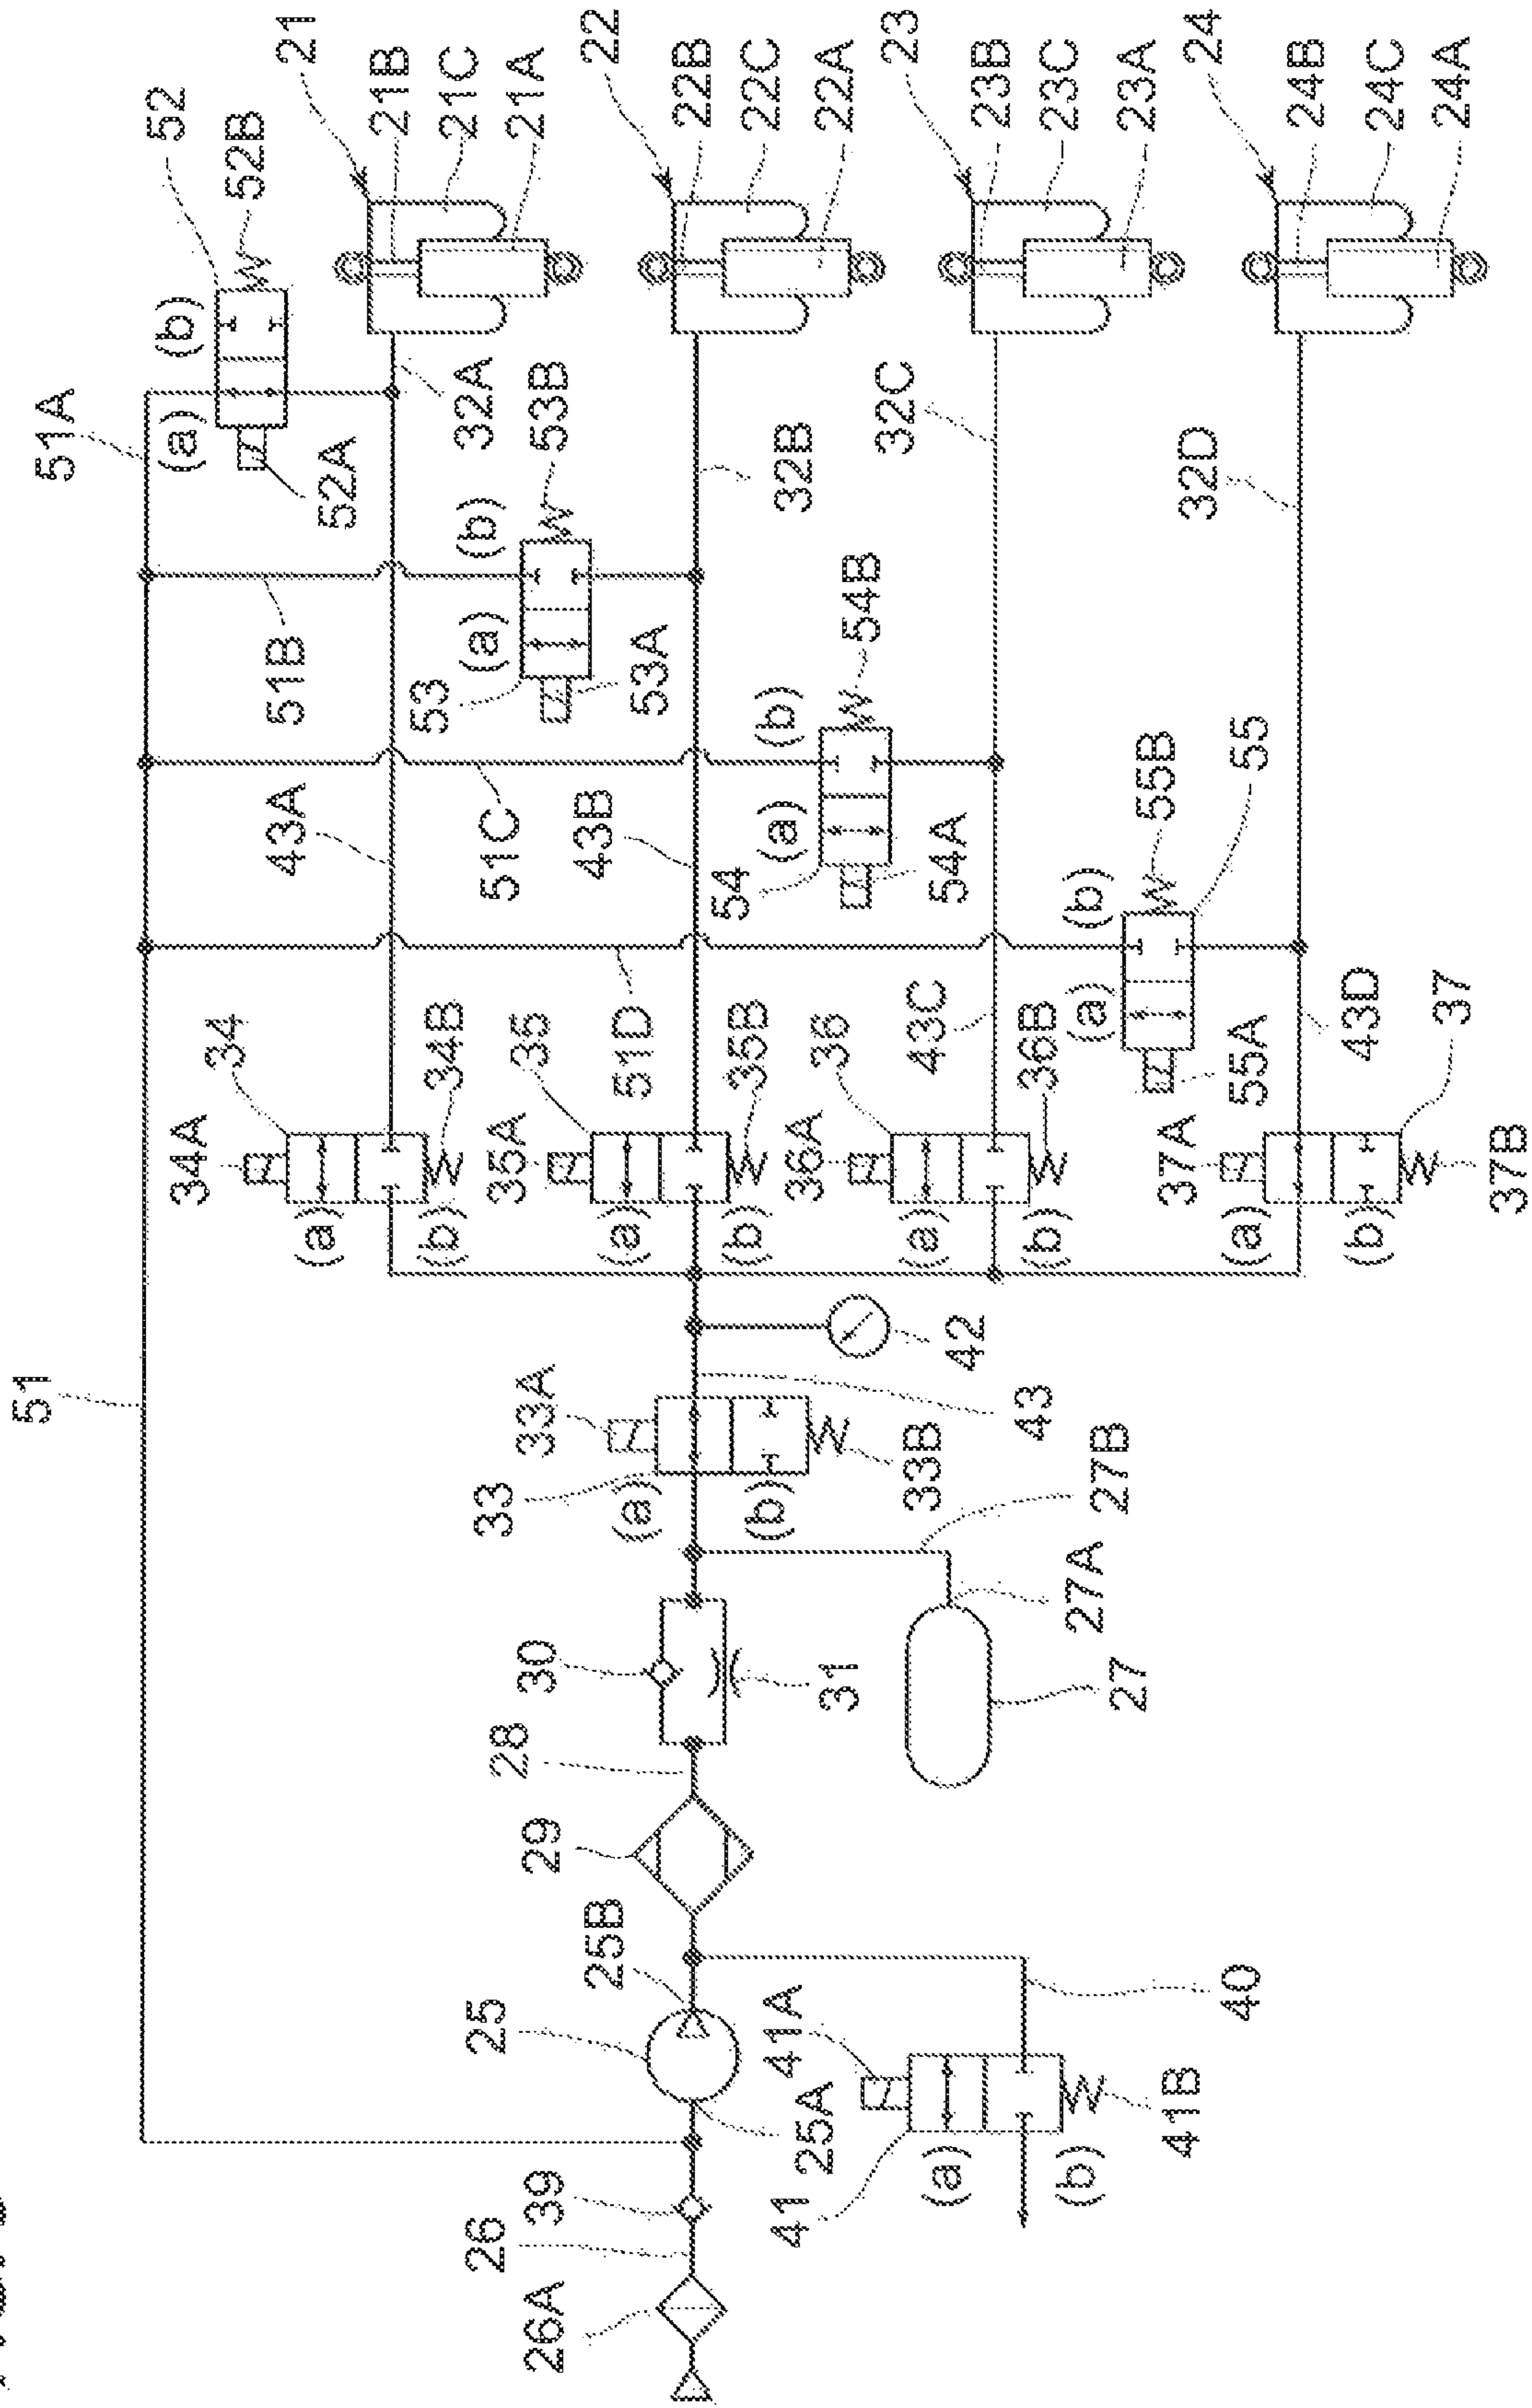 51
51A
52
52B
(b)
(a)
52A
21
21B
21C
21A
32A
53B
(b)
51B
(a)
53
53A
22
22B
22C
22A
32B
43A
51C
43B
54B
(b)
(a)
54
54A
23
23B
23C
23A
32C
55B
(b)
55
(a)
55A
24
24B
24C
24A
32D
34A
34
34B
(a)
(b)
51D
35A
35
35B
(a)
(b)
36A
36
36B
(a)
(b)
43C
37A
37
37B
(a)
(b)
43D
42
43
33A
33
33B
(a)
(b)
27B
27A
27
30
31
28
29
25B
25
25A
40
41A
41
41B
(a)
(b)
39
26
26A